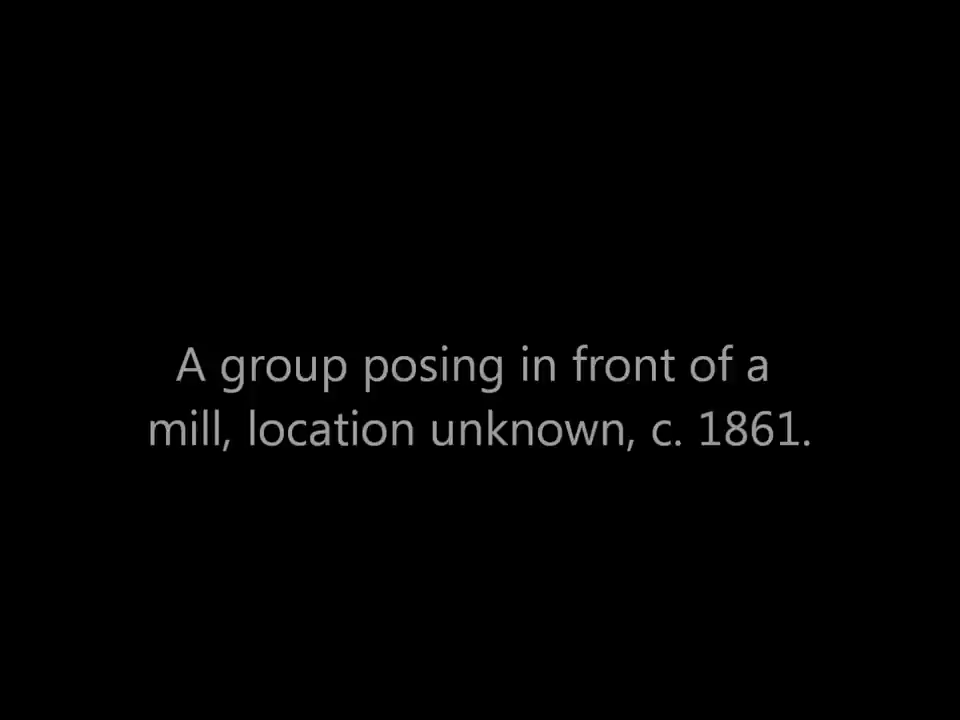 A group posing in front of a
mill, location unknown, c. 1861.